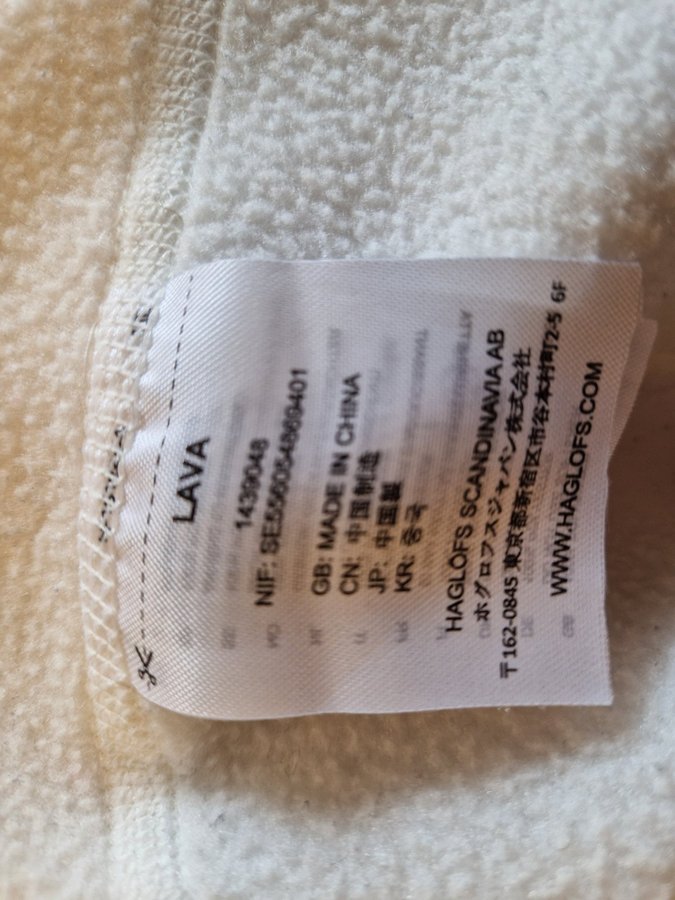 LAVA
1439048
NIF: SE5560054869401
GB: MADE IN CHINA
CN: 中国制造
JP: 中国製
KR: 중국
HAGLOFS SCANDINAVIA AB
ホグロフスジャパン株式会社
〒162-0845 東京都新宿区市谷本村町2-5 6F
WWW.HAGLOFS.COM